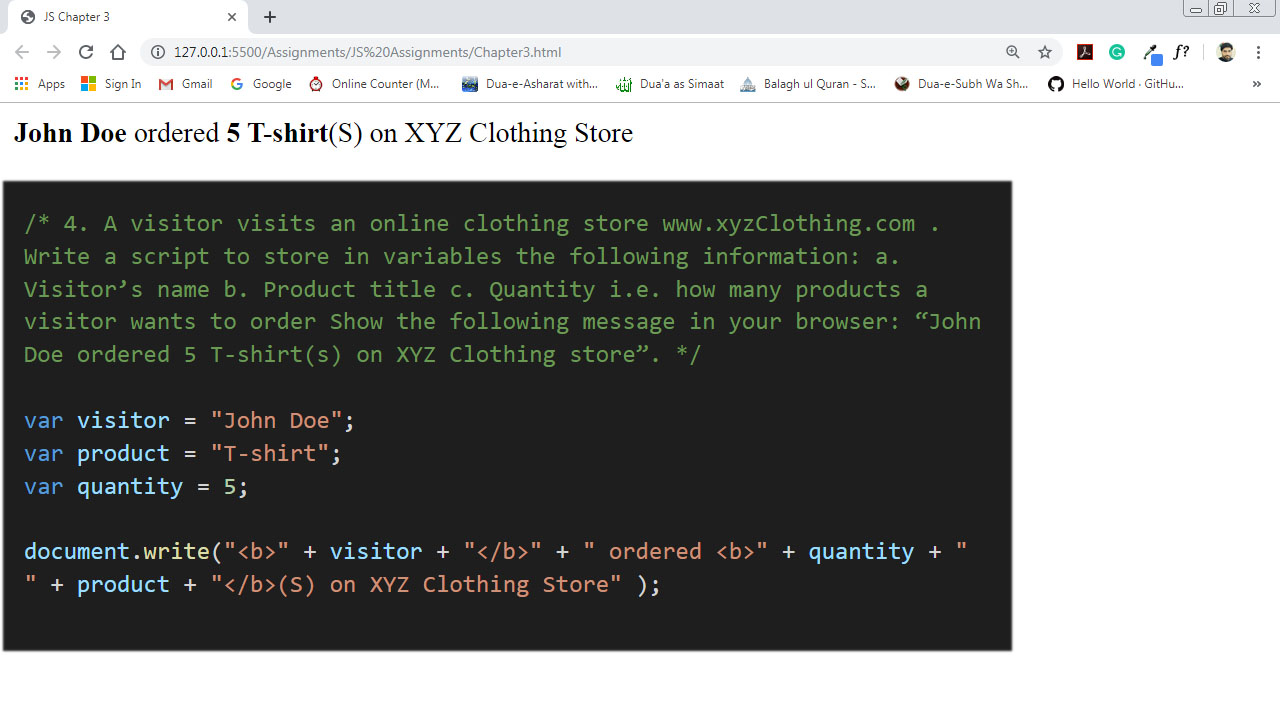 JS Chapter 3
127.0.0.1:5500/Assignments/JS%20Assignments/Chapter3.html
f?
Apps Sign In Gmail Google Online Counter (M... Dua-e-Asharat with... Dua'a as Simaat Balagh ul Quran - S... Dua-e-Subh Wa Sh... Hello World · GitHu... »
John Doe ordered 5 T-shirt(S) on XYZ Clothing Store
/* 4. A visitor visits an online clothing store www.xyzClothing.com .
Write a script to store in variables the following information: a.
Visitor’s name b. Product title c. Quantity i.e. how many products a
visitor wants to order Show the following message in your browser: “John
Doe ordered 5 T-shirt(s) on XYZ Clothing store”. */
var visitor = "John Doe";
var product = "T-shirt";
var quantity = 5;
document.write("<b>" + visitor + "</b>" + " ordered <b>" + quantity + "
" + product + "</b>(S) on XYZ Clothing Store" );